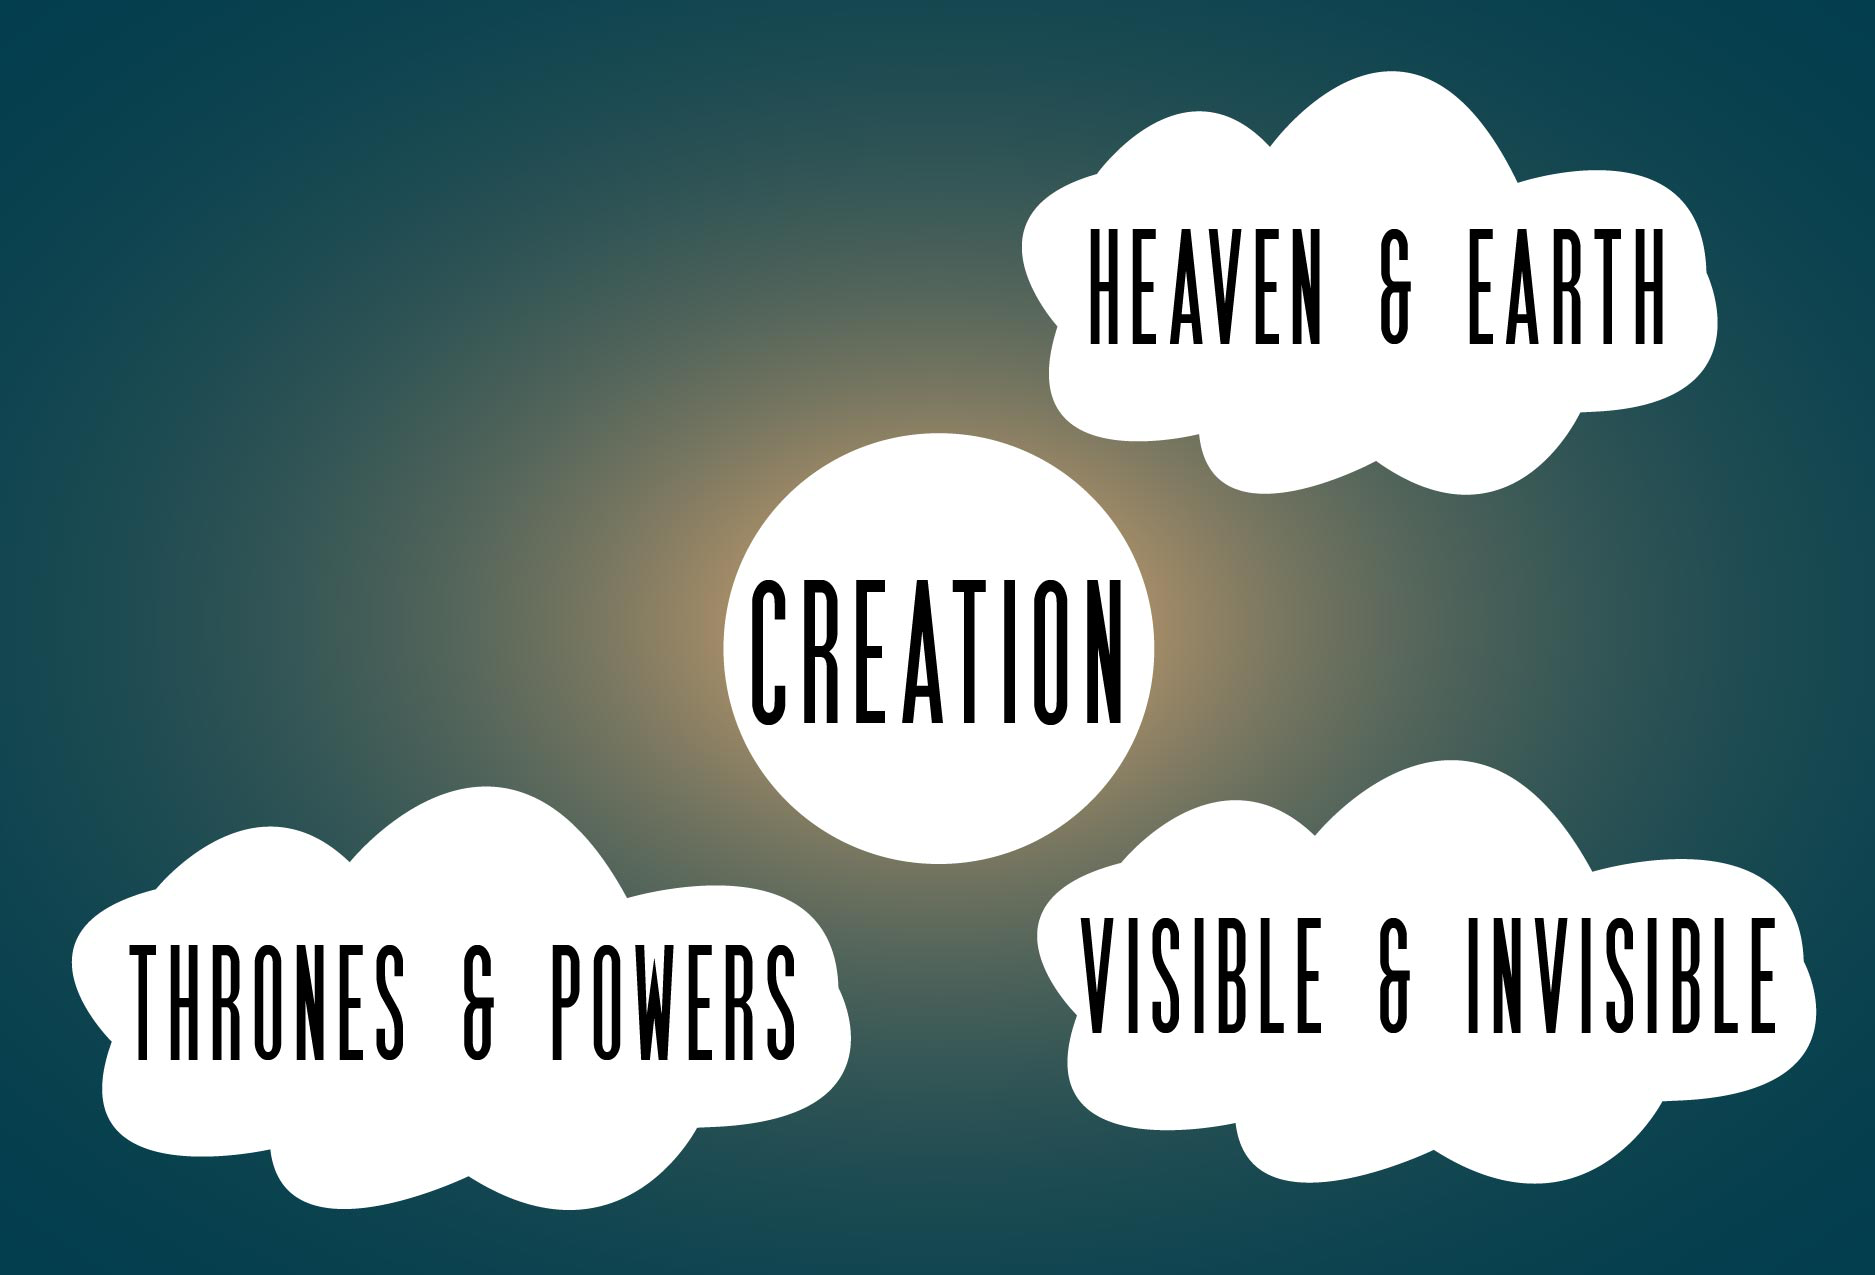 HEAVEN & EARTH
CREATION
THRONES & POWERS
VISIBLE & INVISIBLE